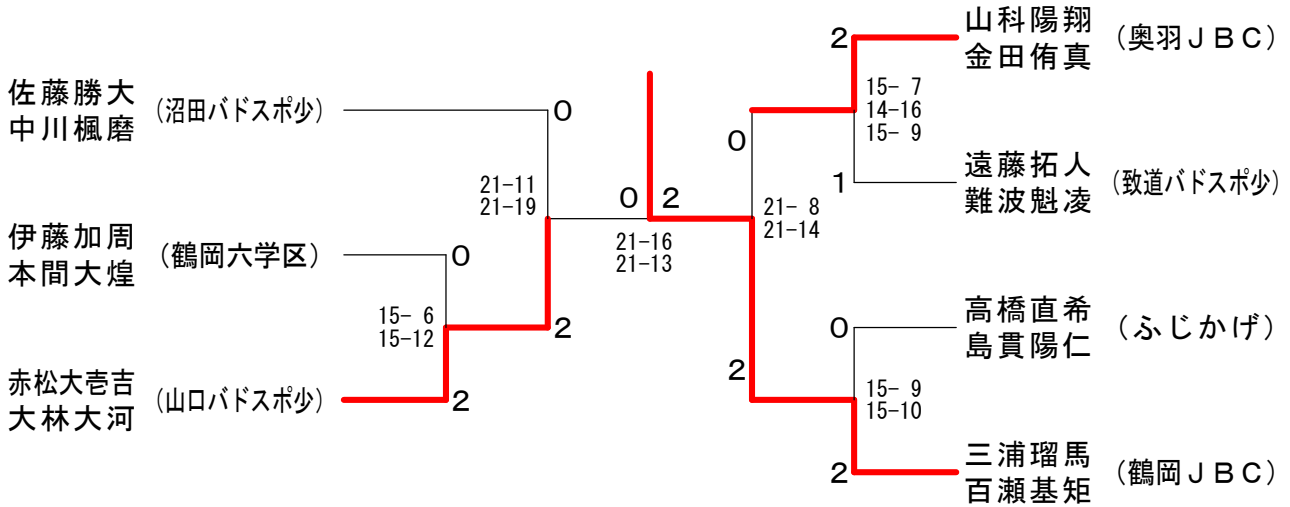 佐藤勝大
中川楓磨
(沼田バドスポ少)
0
伊藤加周
本間大煌
(鶴岡六学区)
0
赤松大壱吉
大林大河
(山口バドスポ少)
2
15- 6
15-12
2
21-11
21-19
0
2
21-16
21-13
山科陽翔
金田侑真
(奥羽JBC)
2
15- 7
14-16
15- 9
遠藤拓人
難波魁凌
(致道バドスポ少)
1
0
21- 8
21-14
2
高橋直希
島貫陽仁
(ふじかげ)
0
15- 9
15-10
三浦瑠馬
百瀬基矩
(鶴岡JBC)
2